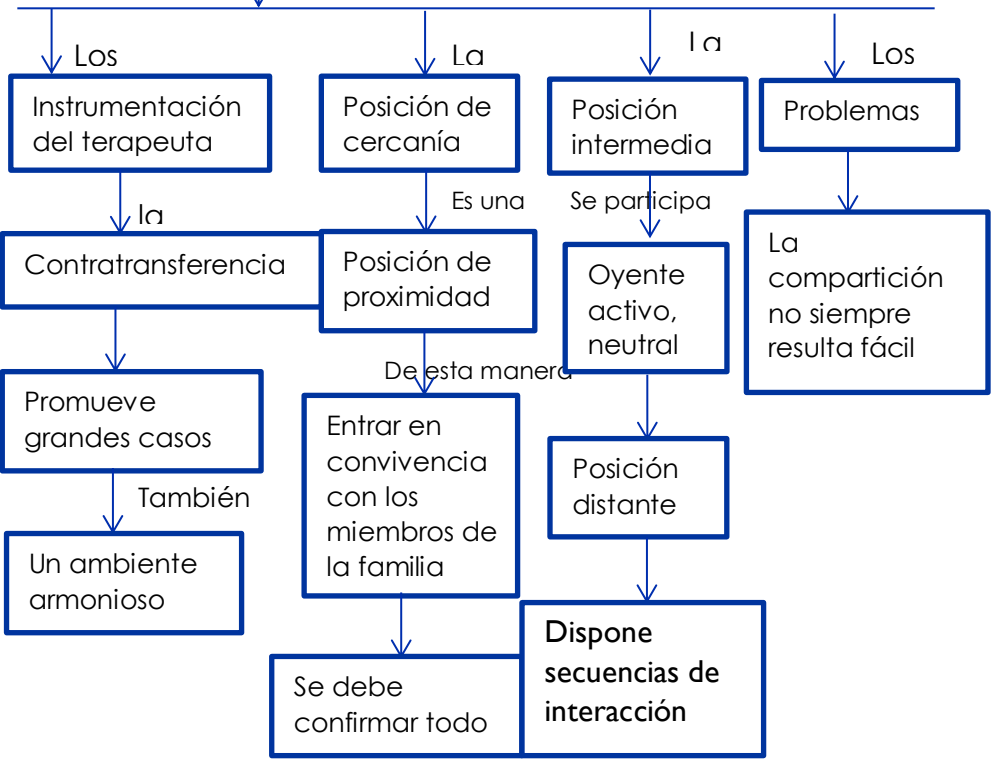 Los
Instrumentación
del terapeuta
la
Contratransferencia
Promueve
grandes casos
También
Un ambiente
armonioso
La
Posición de
cercanía
Es una
Posición de
proximidad
De esta manera
Entrar en
convivencia
con los
miembros de
la familia
Se debe
confirmar todo
La
Posición
intermedia
Se participa
Oyente
activo,
neutral
Posición
distante
Dispone
secuencias de
interacción
Los
Problemas
La
compartición
no siempre
resulta fácil